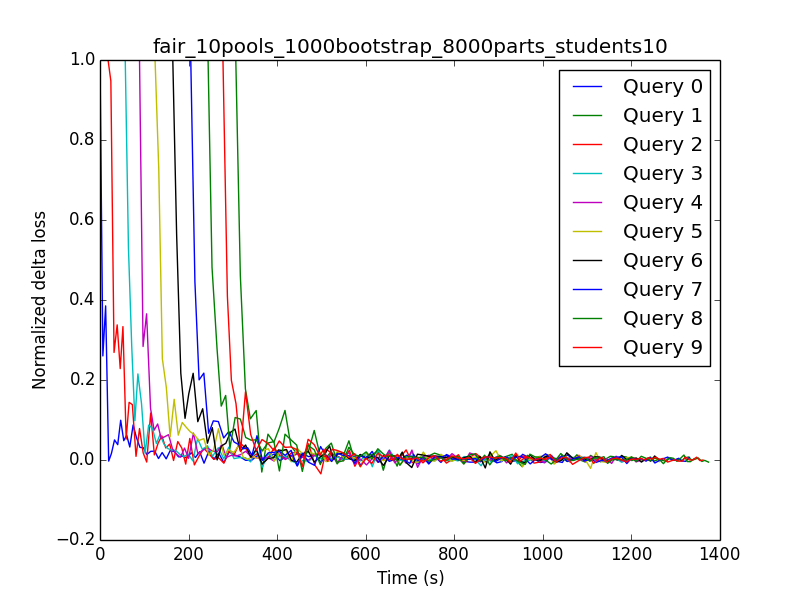 fair_10pools_1000bootstrap_8000parts_students10
1.0
0.8
0.6
0.4
0.2
0.0
−0.2
Normalized delta loss
Query 0
Query 1
Query 2
Query 3
Query 4
Query 5
Query 6
Query 7
Query 8
Query 9
0 200 400 600 800 1000 1200 1400
Time (s)